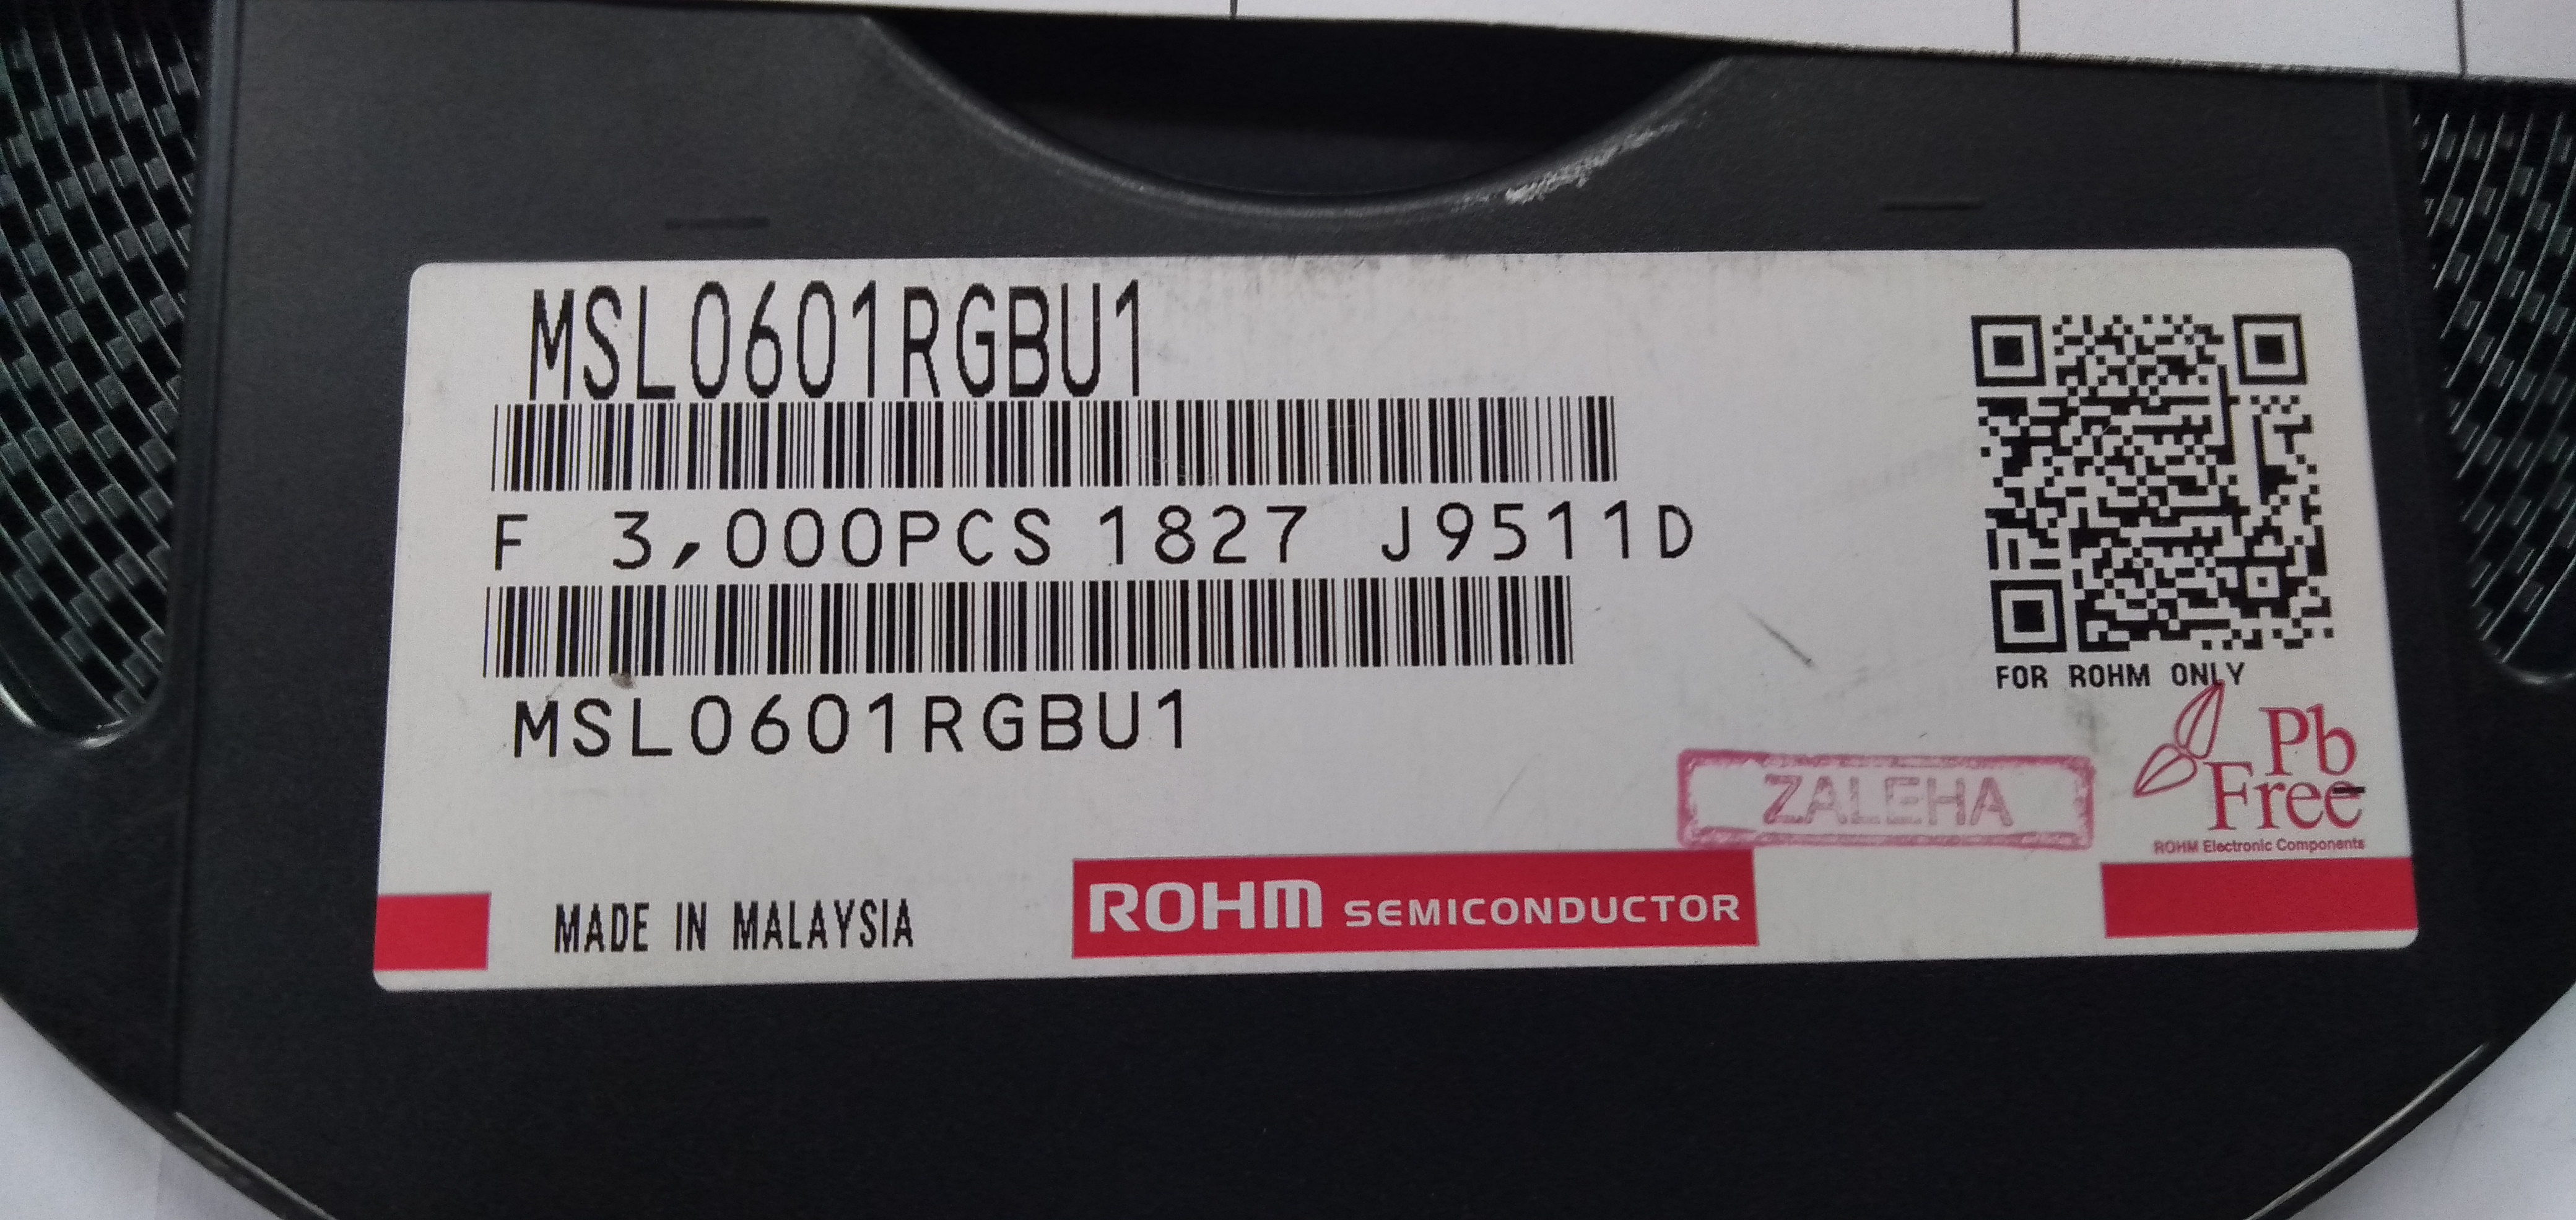 MSL0601RGBU1
F 3,000PCS 1827 J9511D
MSL0601RGBU1
FOR ROHM ONLY
Pb
Free
ROHM Electronic Components
ZALEHA
MADE IN MALAYSIA
ROHM SEMICONDUCTOR